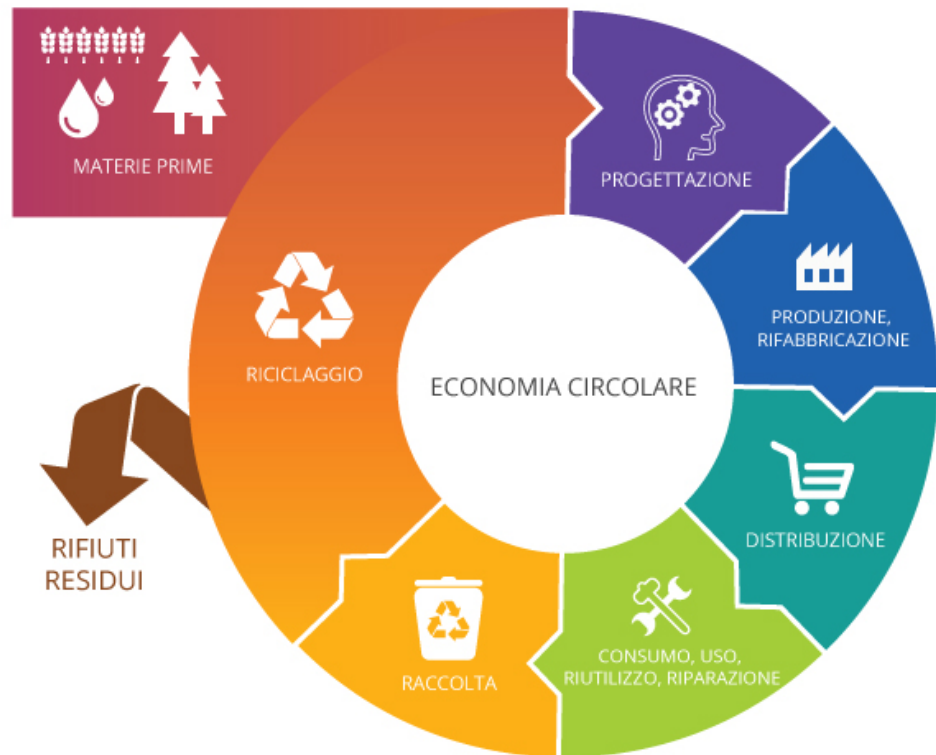 MATERIE PRIME
PROGETTAZIONE
PRODUZIONE,
RIFABBRICAZIONE
DISTRIBUZIONE
CONSUMO, USO,
RIUTILIZZO, RIPARAZIONE
RACCOLTA
RICICLAGGIO
RIFIUTI
RESIDUI
ECONOMIA CIRCOLARE